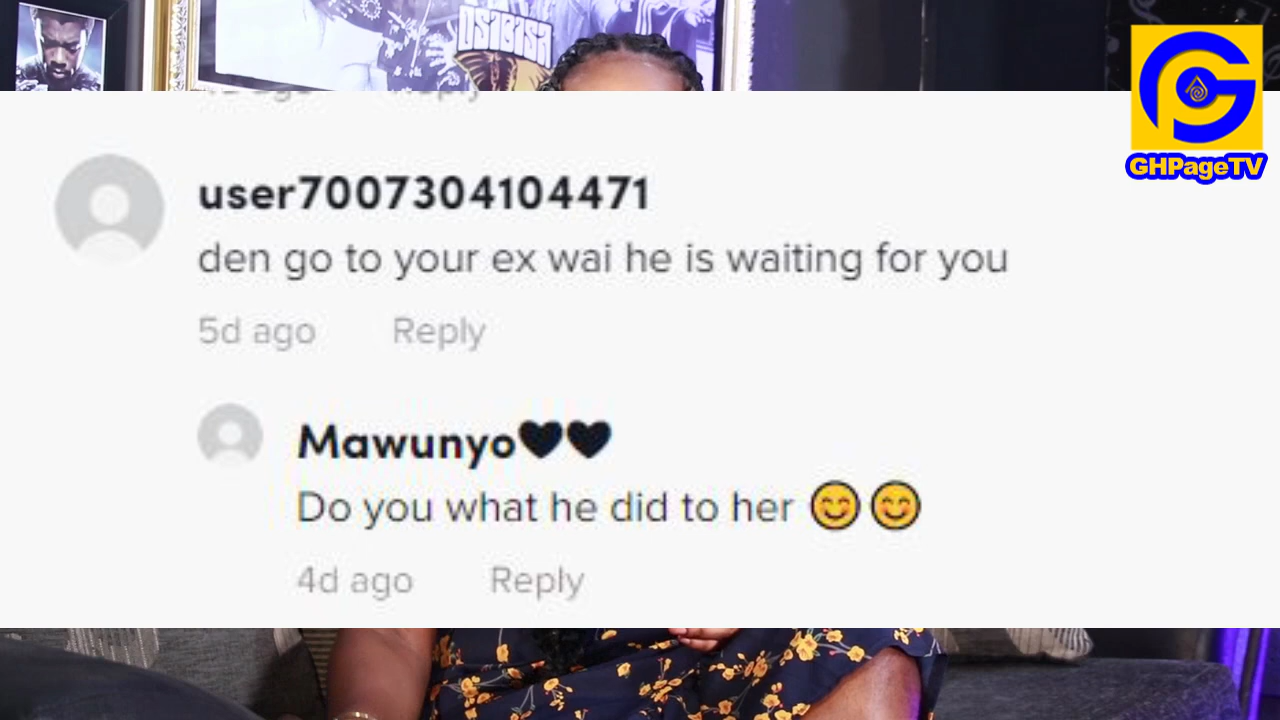 OSIBISA
GHPageTV
user7007304104471
den go to your ex wai he is waiting for you
5d ago Reply
Mawunyo🖤🖤
Do you what he did to her 😊😊
4d ago Reply